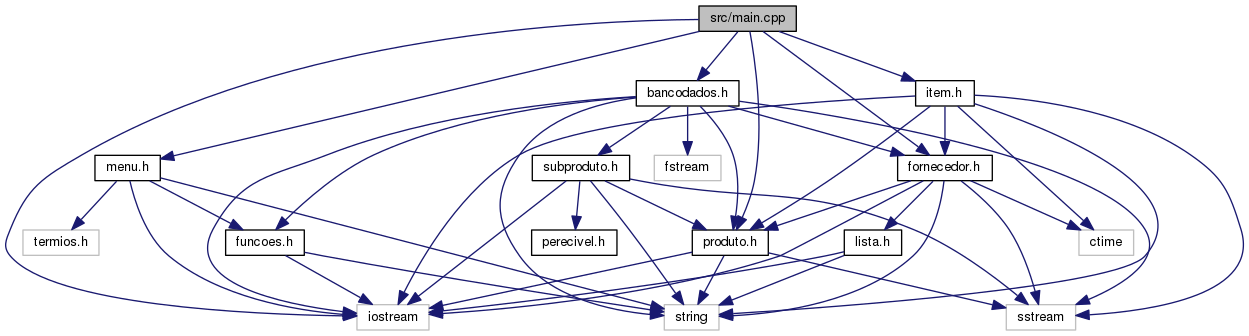 src/main.cpp
bancodados.h
item.h
menu.h
subproduto.h
fstream
fornecedor.h
termios.h
funcoes.h
perecivel.h
produto.h
lista.h
ctime
iostream
string
sstream